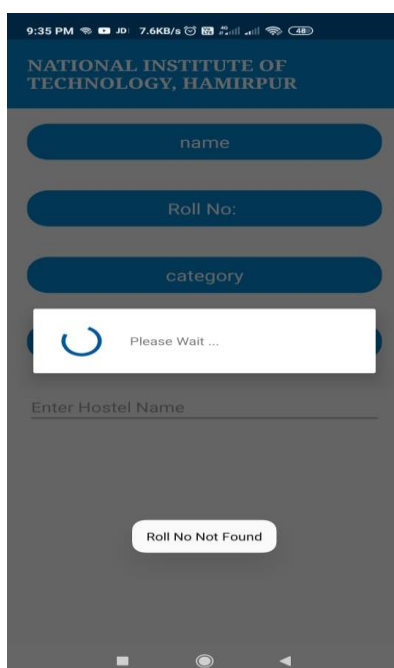 9:35 PM JD 7.6KB/s 48
NATIONAL INSTITUTE OF
TECHNOLOGY, HAMIRPUR
name
Roll No:
category
Please Wait ...
Enter Hostel Name
Roll No Not Found